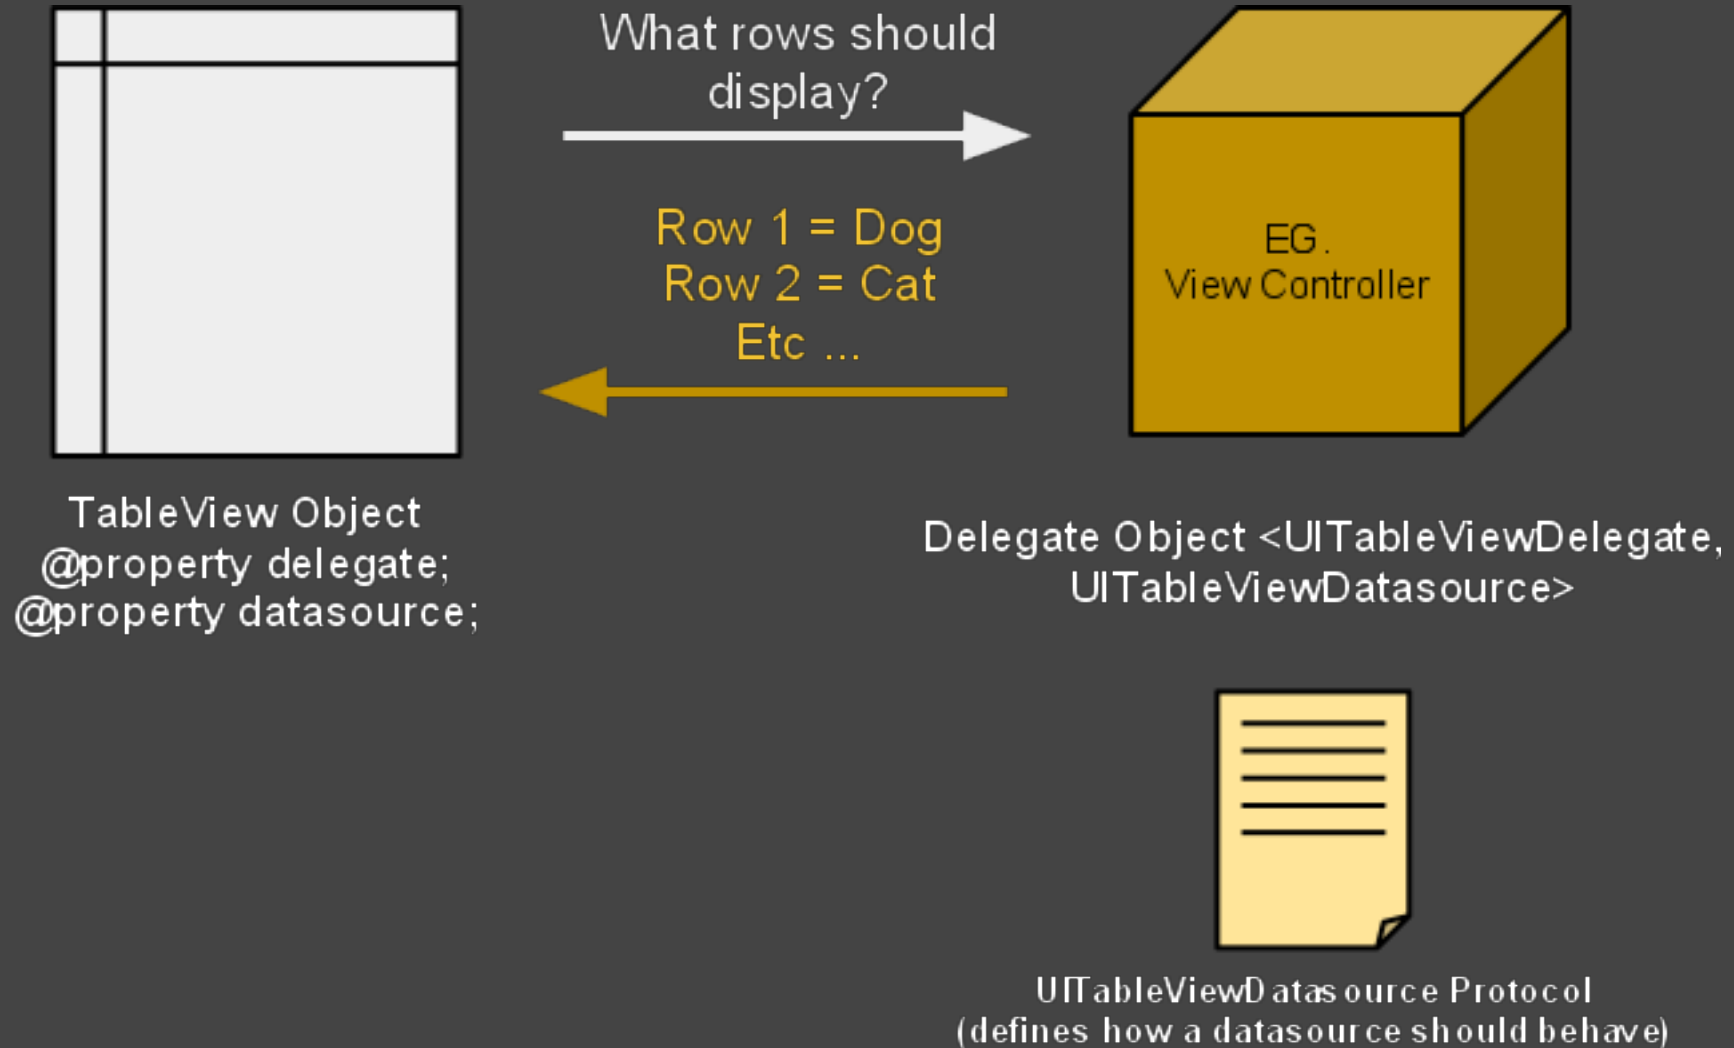 What rows should
display?
Row 1 = Dog
Row 2 = Cat
Etc ...
EG.
View Controller
TableView Object
@property delegate;
@property datasource;
Delegate Object <UITableViewDelegate,
UITableViewDatasource>
UITableViewDatasource Protocol
(defines how a datasource should behave)